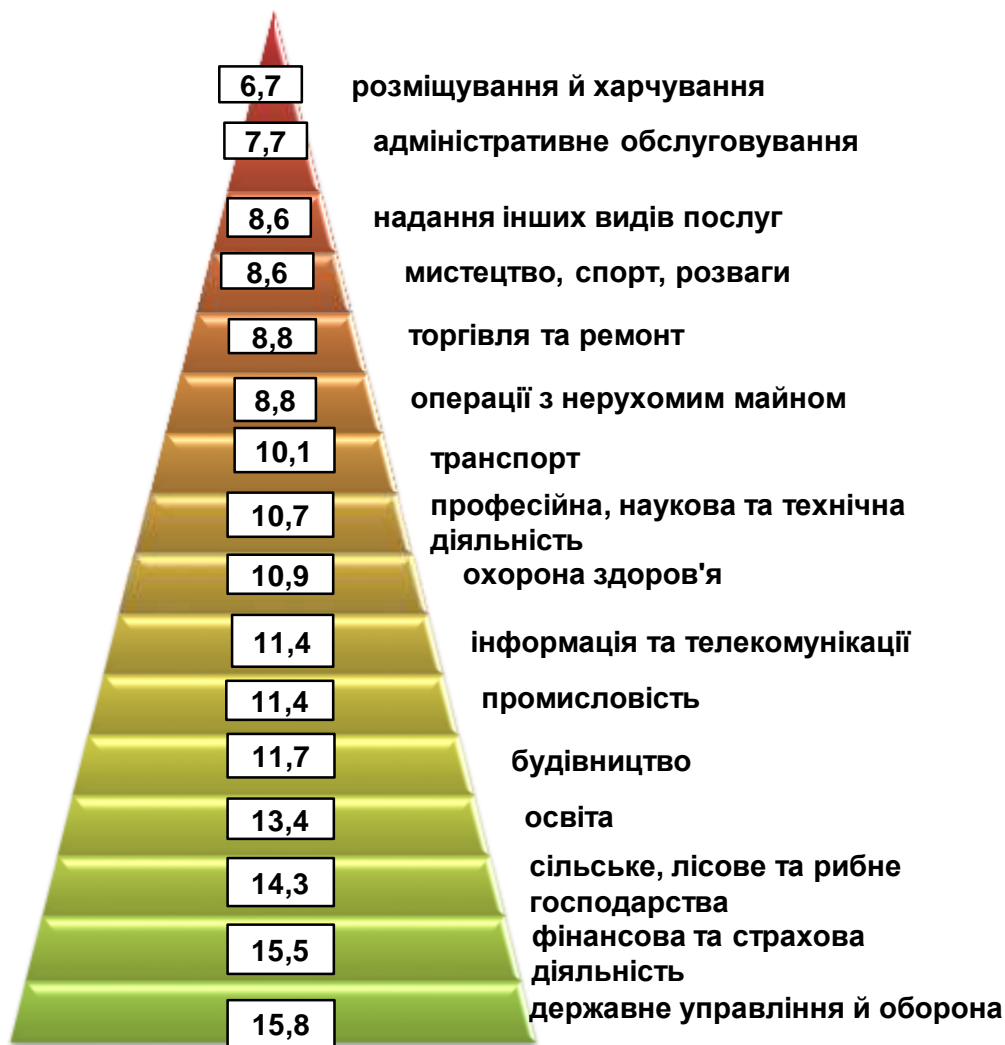 6,7 розміщування й харчування
7,7 адміністративне обслуговування
8,6 надання інших видів послуг
8,6 мистецтво, спорт, розваги
8,8 торгівля та ремонт
8,8 операції з нерухомим майном
10,1 транспорт
10,7 професійна, наукова та технічна
діяльність
10,9 охорона здоров'я
11,4 інформація та телекомунікації
11,4 промисловість
11,7 будівництво
13,4 освіта
14,3 сільське, лісове та рибне
господарства
15,5 фінансова та страхова
діяльність
15,8 державне управління й оборона